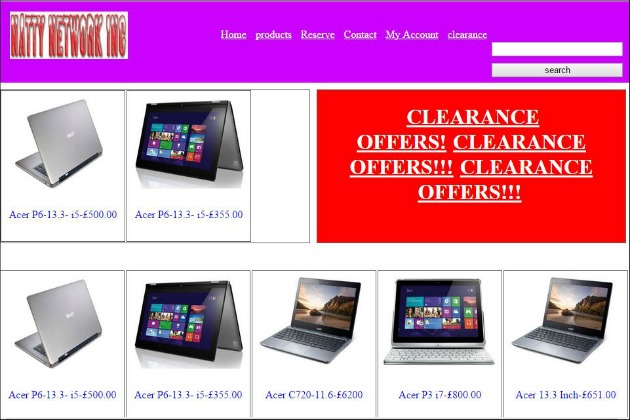 NATTY NETWORK INC
Home products Reserve Contact My Account clearance
search
CLEARANCE
OFFERS! CLEARANCE
OFFERS!!! CLEARANCE
OFFERS!!!
Acer P6-13.3- i5-£500.00
Acer P6-13.3- i5-£355.00
Acer P6-13.3- i5-£500.00
Acer P6-13.3- i5-£355.00
Acer C720-11.6-£6200
Acer P3 i7-£800.00
Acer 13.3 Inch-£651.00